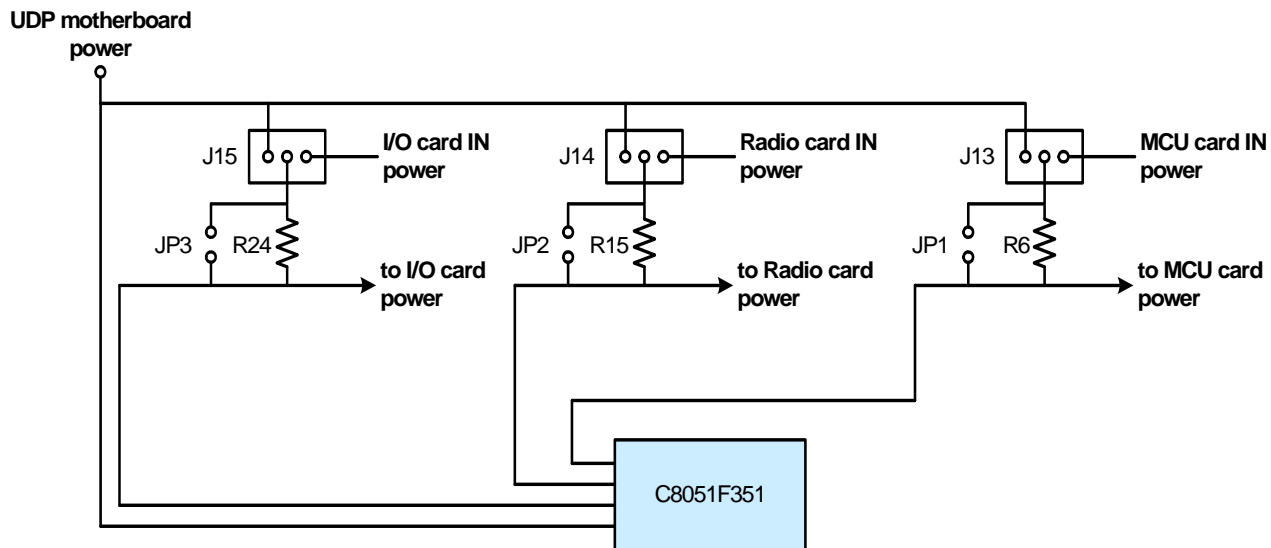 UDP motherboard
power
J15
I/O card IN
power
J14
Radio card IN
power
J13
MCU card IN
power
JP3
R24
JP2
R15
JP1
R6
to I/O card
power
to Radio card
power
to MCU card
power
C8051F351